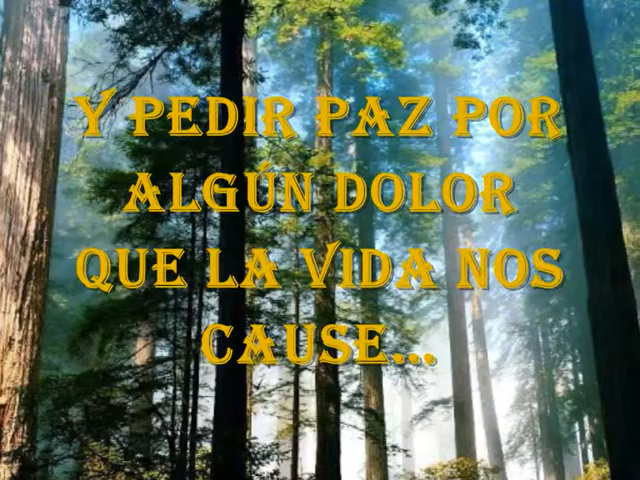 Y PEDIR PAZ POR
ALGÚN DOLOR
QUE LA VIDA NOS
CAUSE...